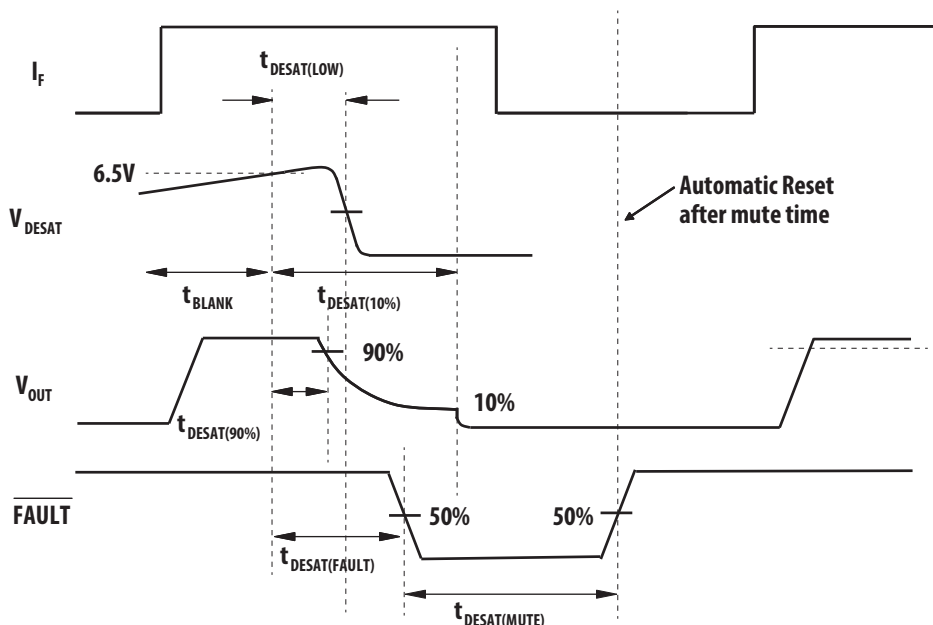 I_F
t_DESAT(LOW)
6.5V
V_DESAT
Automatic Reset
after mute time
t_BLANK
t_DESAT(10%)
90%
V_OUT
10%
t_DESAT(90%)
FAULT
50%
50%
t_DESAT(FAULT)
t_DESAT(MUTE)